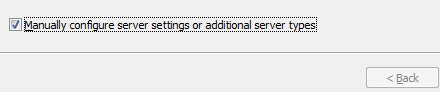 Manually configure server settings or additional server types
< Back